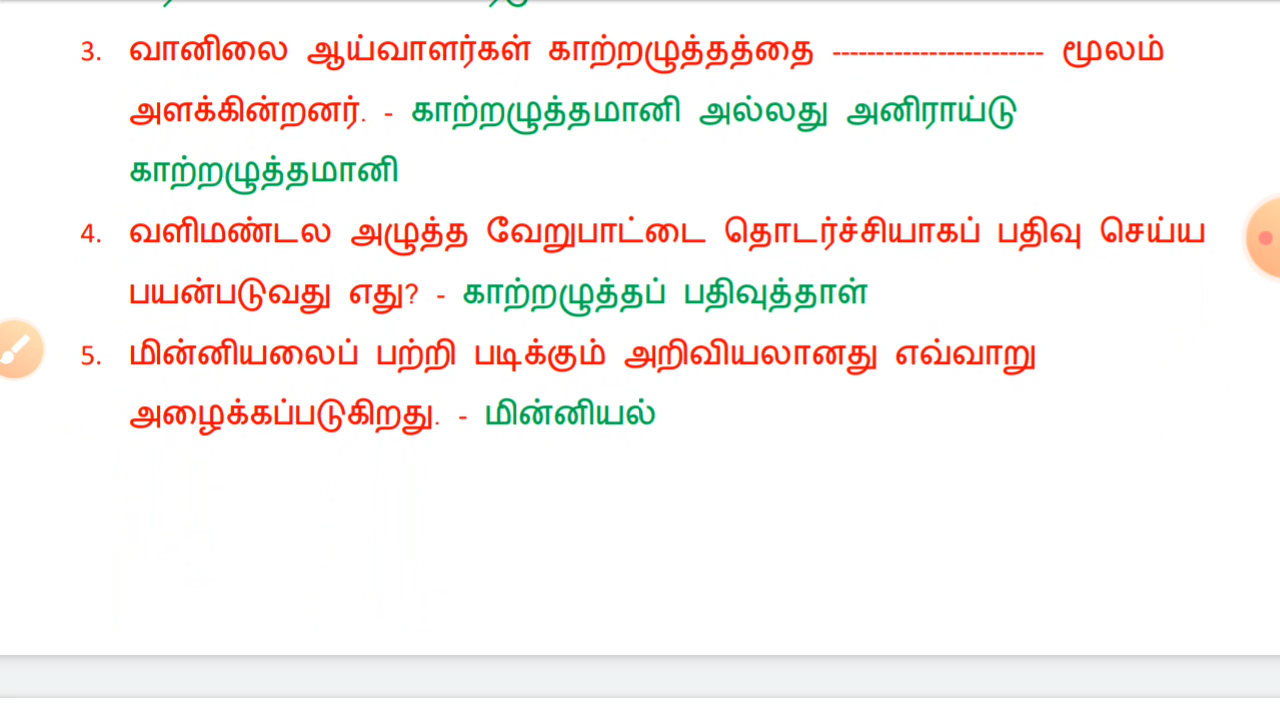 3. வானிலை ஆய்வாளர்கள் காற்றழுத்தத்தை ------------------------ மூலம்
அளக்கின்றனர். - காற்றழுத்தமானி அல்லது அனிராய்டு
காற்றழுத்தமானி
4. வளிமண்டல அழுத்த வேறுபாட்டை தொடர்ச்சியாகப் பதிவு செய்ய
பயன்படுவது எது? - காற்றழுத்தப் பதிவுத்தாள்
5. மின்னியலைப் பற்றி படிக்கும் அறிவியலானது எவ்வாறு
அழைக்கப்படுகிறது. - மின்னியல்